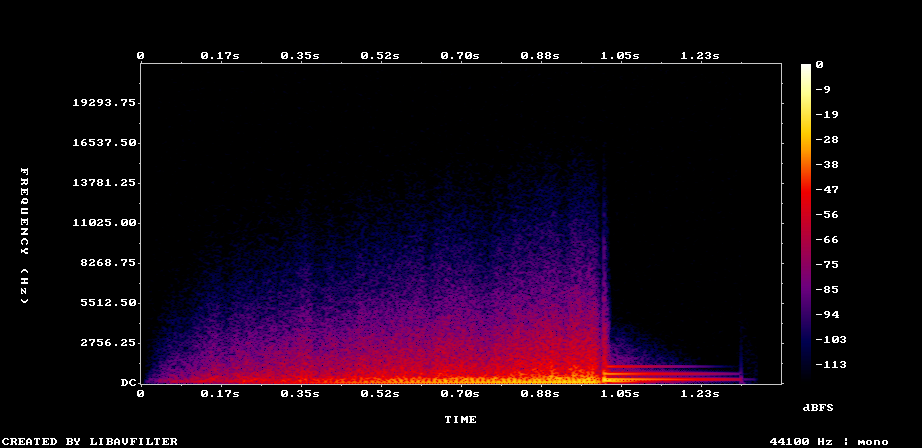 0 0.17s 0.35s 0.52s 0.70s 0.88s 1.05s 1.23s
0
-9
-19
-28
-38
-47
-56
-66
-75
-85
-94
-103
-113
dBFS
19293.75
16537.50
13781.25
11025.00
8268.75
5512.50
2756.25
DC
FREQUENCY (Hz)
0 0.17s 0.35s 0.52s 0.70s 0.88s 1.05s 1.23s
TIME
CREATED BY LIBAVFILTER
44100 Hz | mono